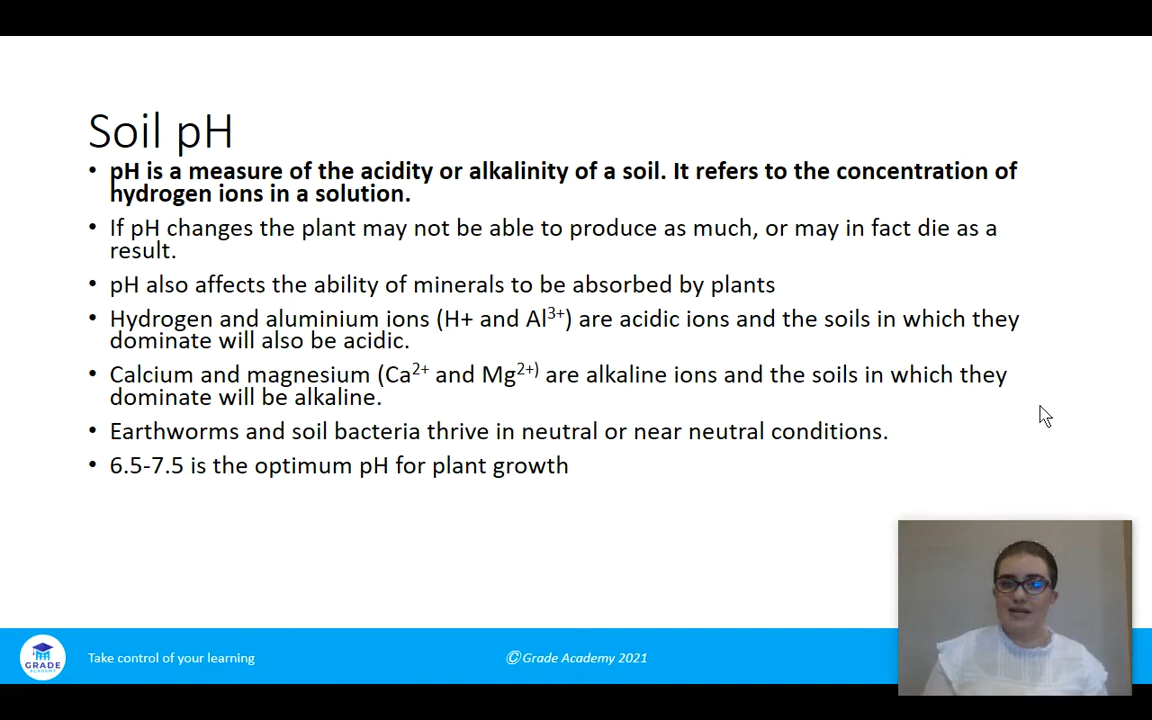 Soil pH
• pH is a measure of the acidity or alkalinity of a soil. It refers to the concentration of
hydrogen ions in a solution.
• If pH changes the plant may not be able to produce as much, or may in fact die as a
result.
• pH also affects the ability of minerals to be absorbed by plants
• Hydrogen and aluminium ions (H+ and Al³⁺) are acidic ions and the soils in which they
dominate will also be acidic.
• Calcium and magnesium (Ca²⁺ and Mg²⁺⁾ are alkaline ions and the soils in which they
dominate will be alkaline.
• Earthworms and soil bacteria thrive in neutral or near neutral conditions.
• 6.5-7.5 is the optimum pH for plant growth
GRADE
ACADEMY
Take control of your learning
©Grade Academy 2021